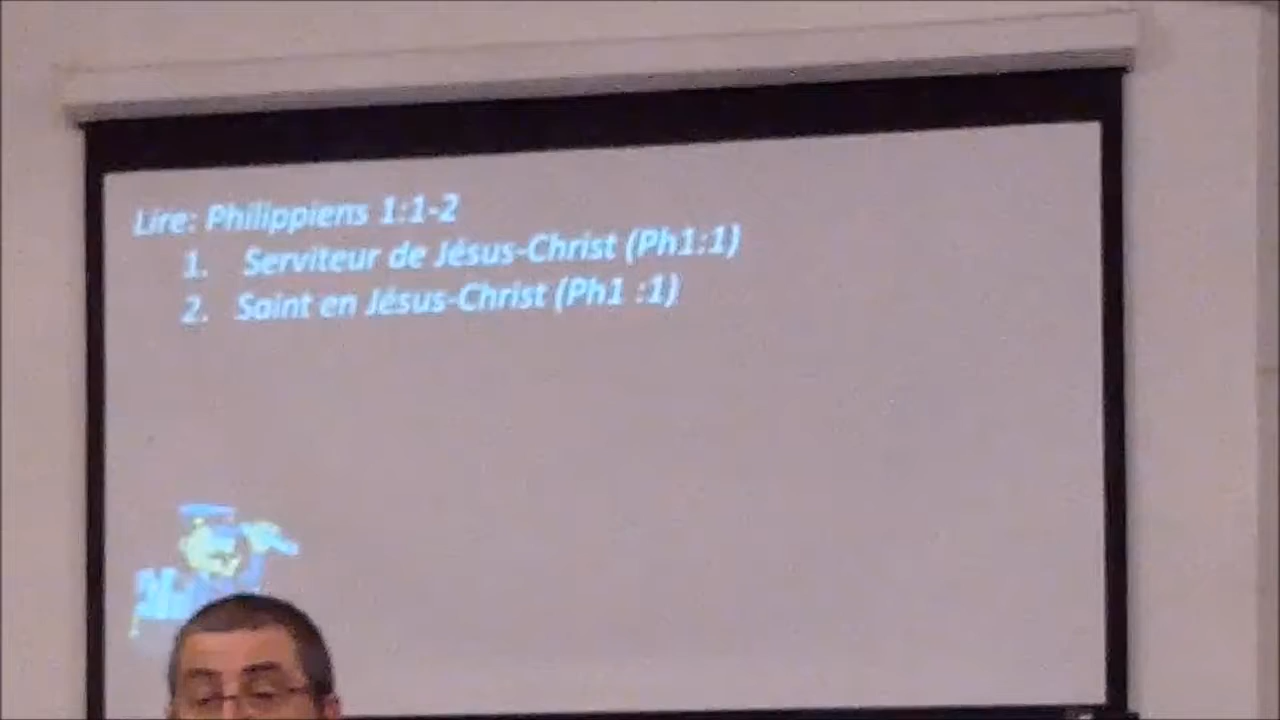 Lire: Philippiens 1:1-2
1. Serviteur de Jésus-Christ (Ph1:1)
2. Saint en Jésus-Christ (Ph1 :1)